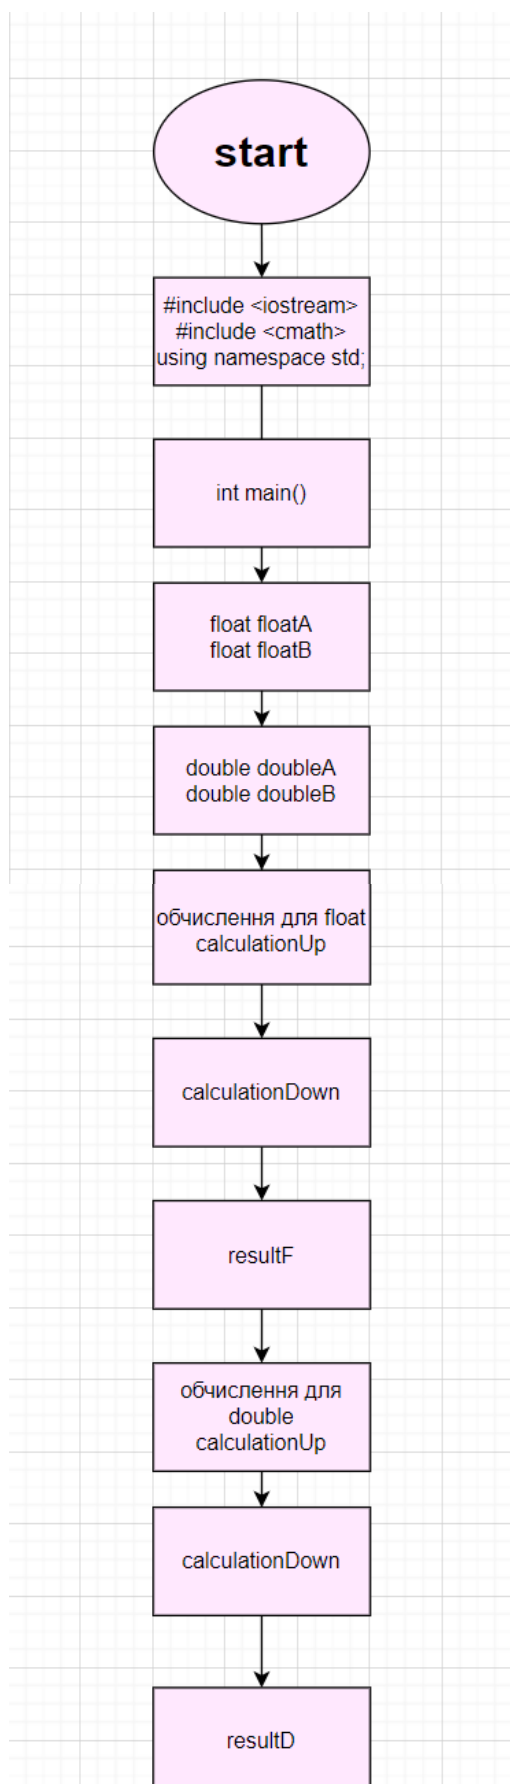 start
#include <iostream>
#include <cmath>
using namespace std;
int main()
float floatA
float floatB
double doubleA
double doubleB
обчислення для float
calculationUp
calculationDown
resultF
обчислення для
double
calculationUp
calculationDown
resultD